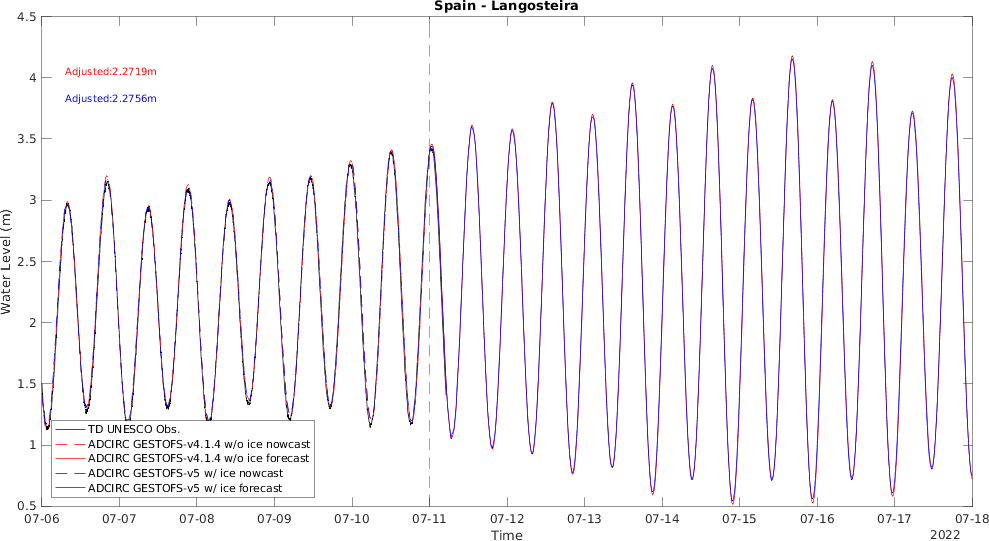 Spain - Langosteira
Water Level (m)
4.5
4
3.5
3
2.5
2
1.5
1
0.5
Adjusted:2.2719m
Adjusted:2.2756m
TD UNESCO Obs.
ADCIRC GESTOFS-v4.1.4 w/o ice nowcast
ADCIRC GESTOFS-v4.1.4 w/o ice forecast
ADCIRC GESTOFS-v5 w/ ice nowcast
ADCIRC GESTOFS-v5 w/ ice forecast
07-06 07-07 07-08 07-09 07-10 07-11 07-12 07-13 07-14 07-15 07-16 07-17 07-18
Time
2022